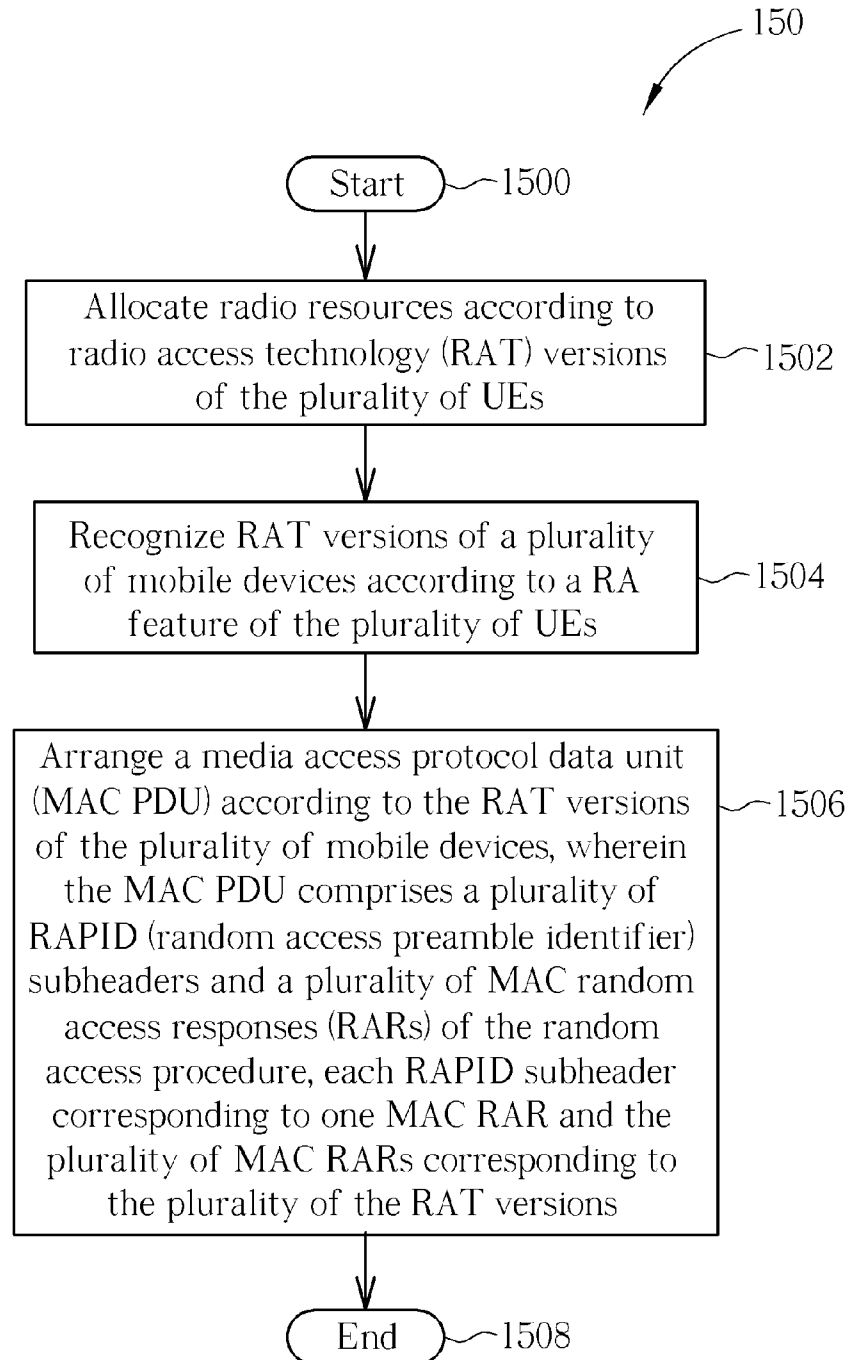 150
Start
1500
Allocate radio resources according to
radio access technology (RAT) versions
of the plurality of UEs
1502
Recognize RAT versions of a plurality
of mobile devices according to a RA
feature of the plurality of UEs
1504
Arrange a media access protocol data unit
(MAC PDU) according to the RAT versions
of the plurality of mobile devices, wherein
the MAC PDU comprises a plurality of
RAPID (random access preamble identifier)
subheaders and a plurality of MAC random
access responses (RARs) of the random
access procedure, each RAPID subheader
corresponding to one MAC RAR and the
plurality of MAC RARs corresponding to
the plurality of the RAT versions
1506
End
1508